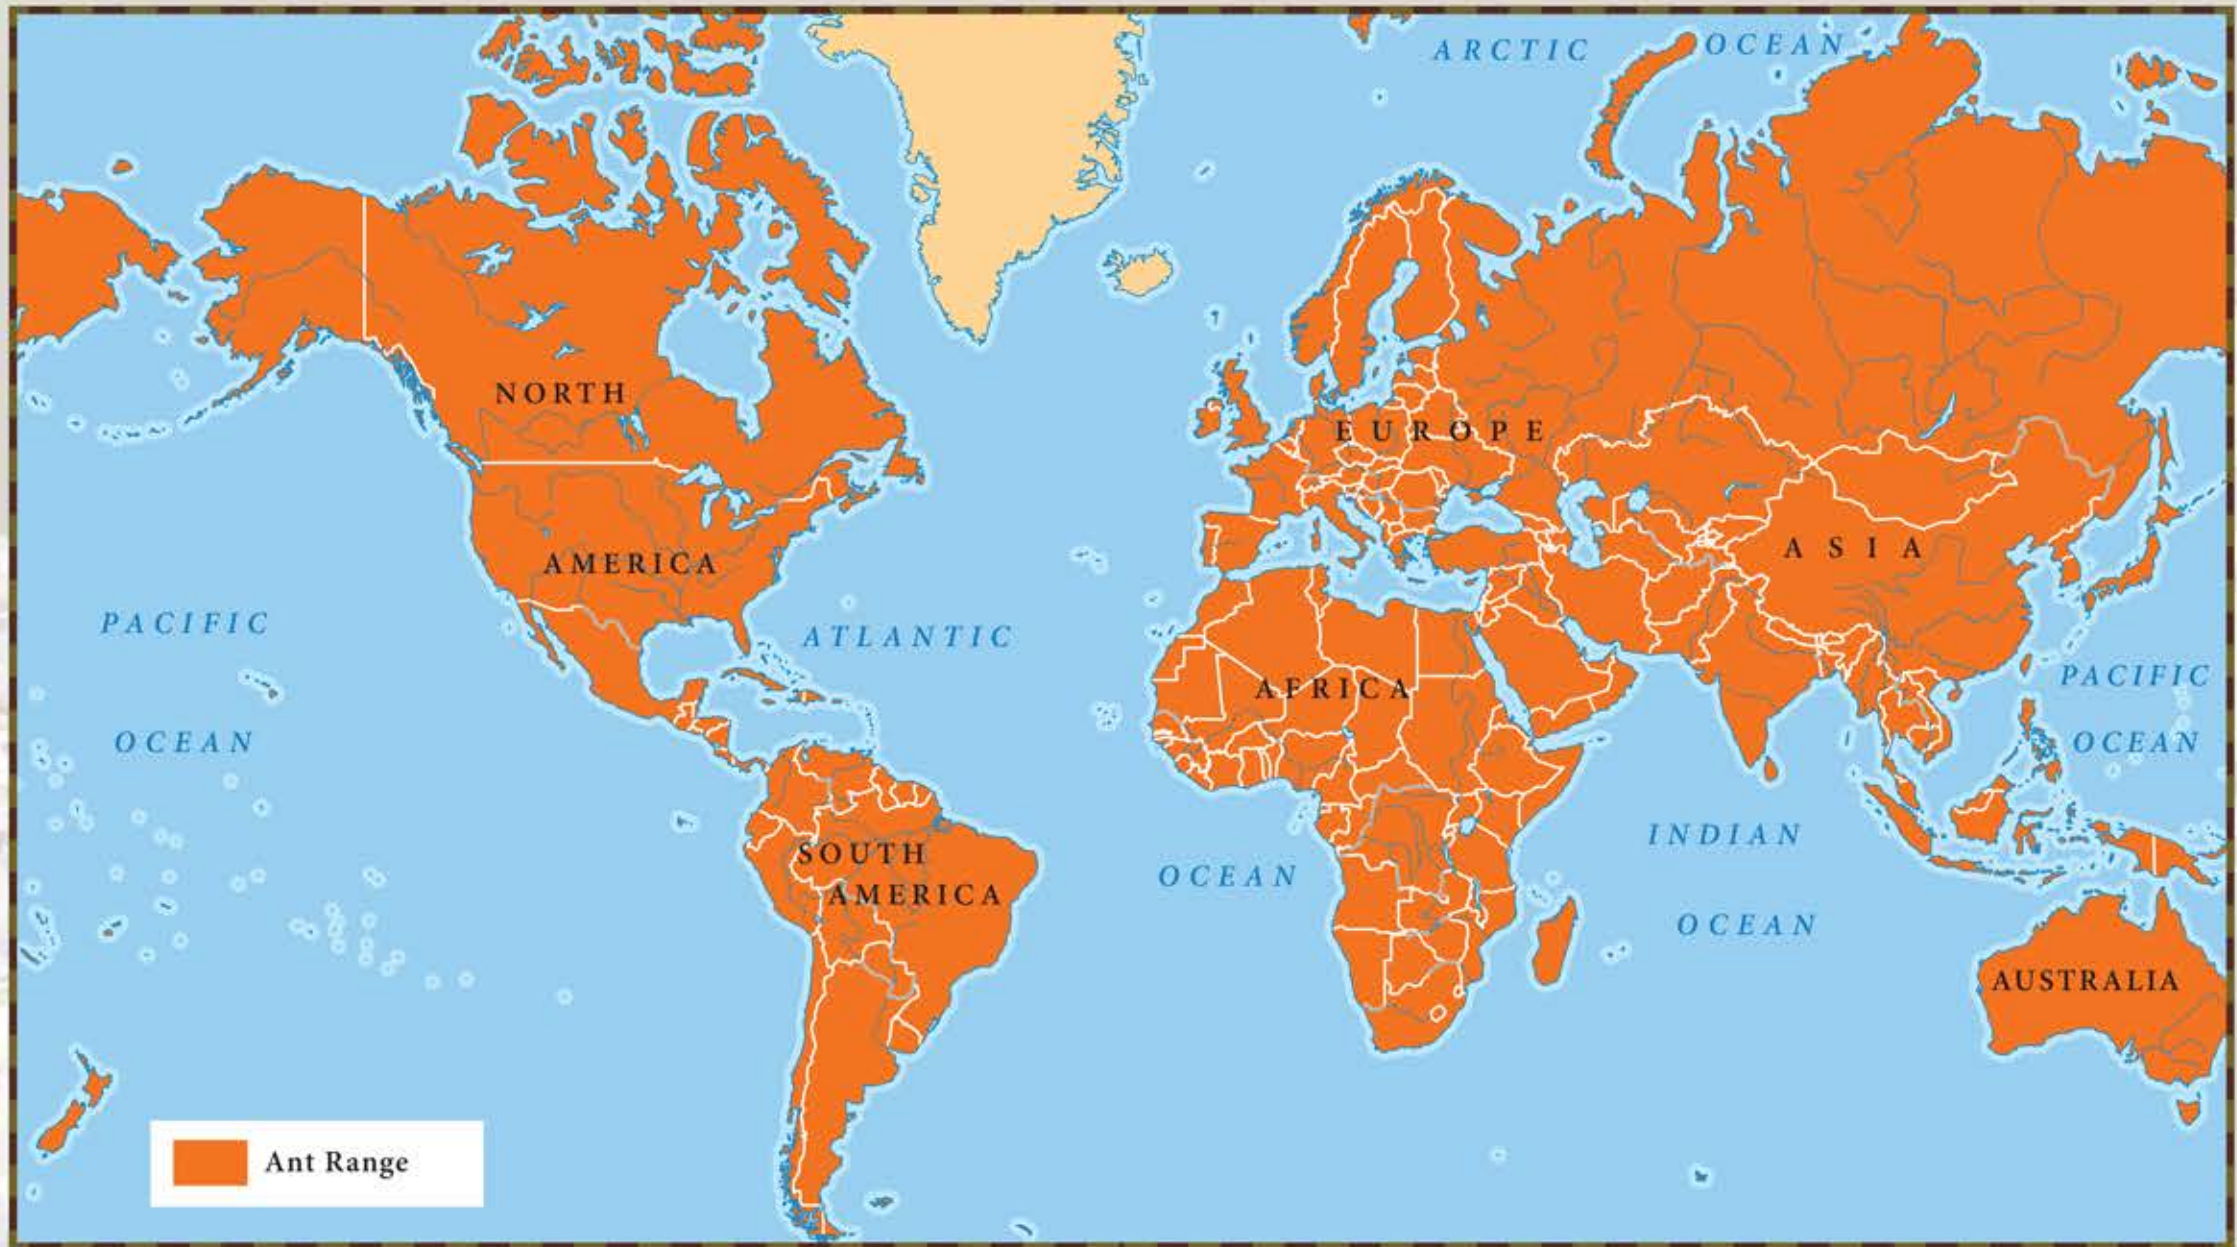 ARCTIC
OCEAN
NORTH
AMERICA
EUROPE
ASIA
PACIFIC
OCEAN
ATLANTIC
OCEAN
AFRICA
PACIFIC
OCEAN
SOUTH
AMERICA
INDIAN
OCEAN
AUSTRALIA
Ant Range